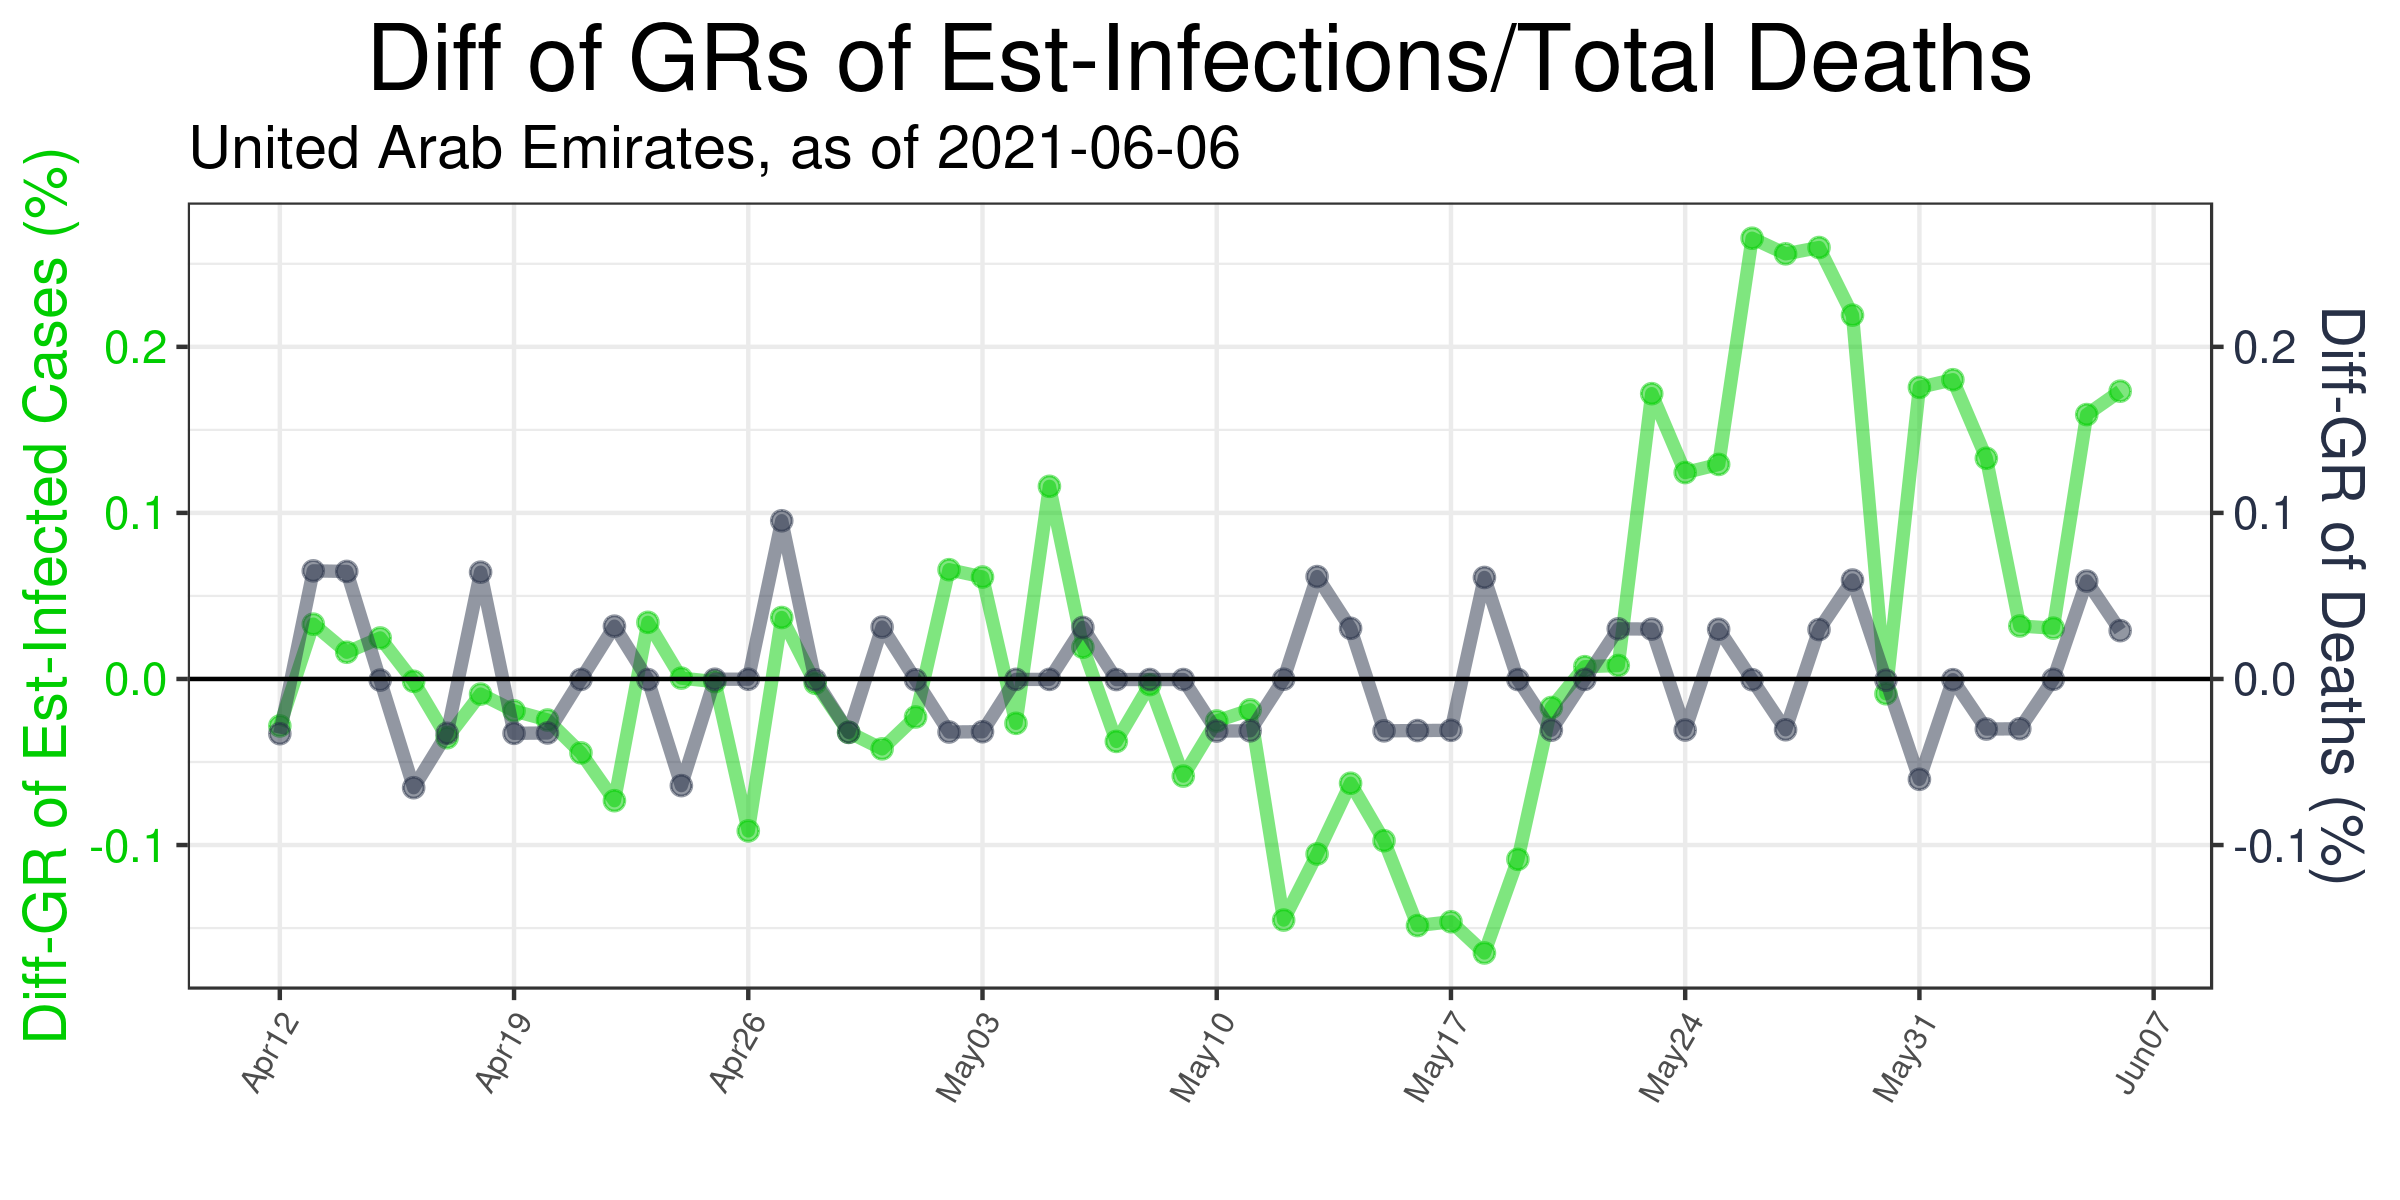 Diff of GRs of Est-Infections/Total Deaths
United Arab Emirates, as of 2021-06-06
Diff-GR of Est-Infected Cases (%)
0.2
0.1
0.0
-0.1
0.2
0.1
0.0
-0.1
Diff-GR of Deaths (%)
Apr12
Apr19
Apr26
May03
May10
May17
May24
May31
Jun07